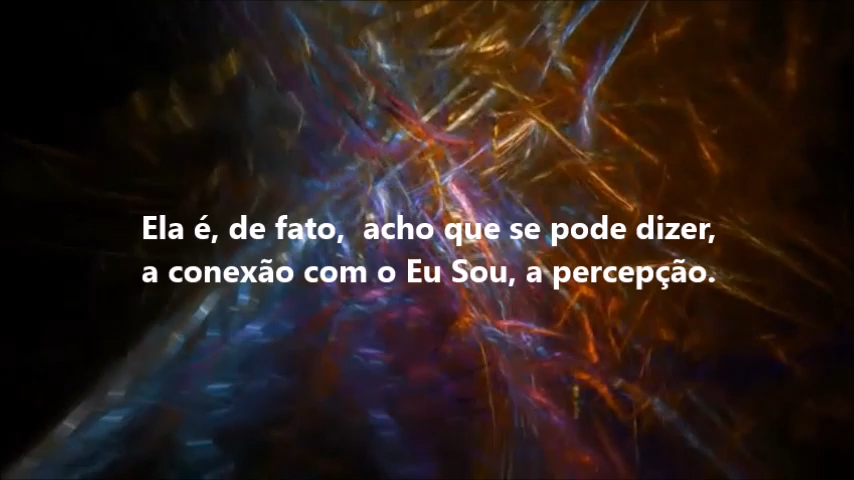 Ela é, de fato,  acho que se pode dizer,
a conexão com o Eu Sou, a percepção.